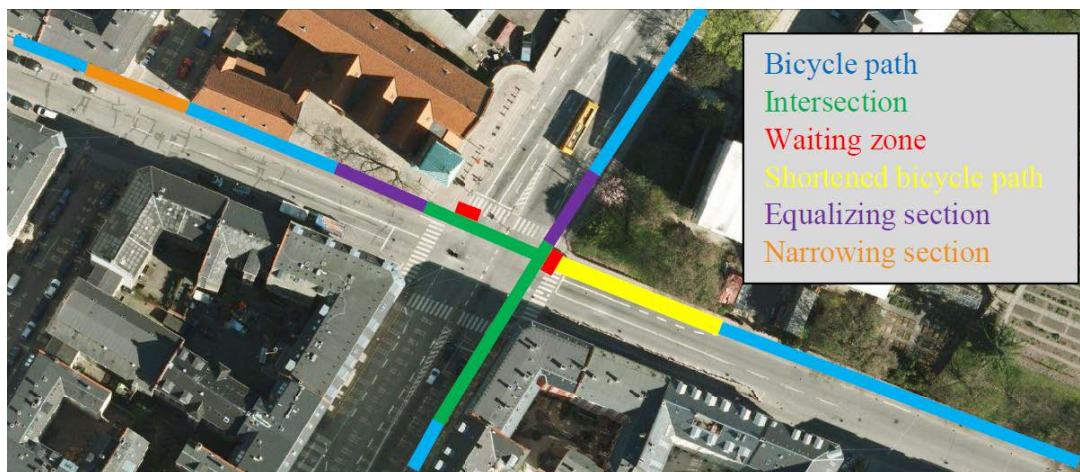 Bicycle path
Intersection
Waiting zone
Shortened bicycle path
Equalizing section
Narrowing section